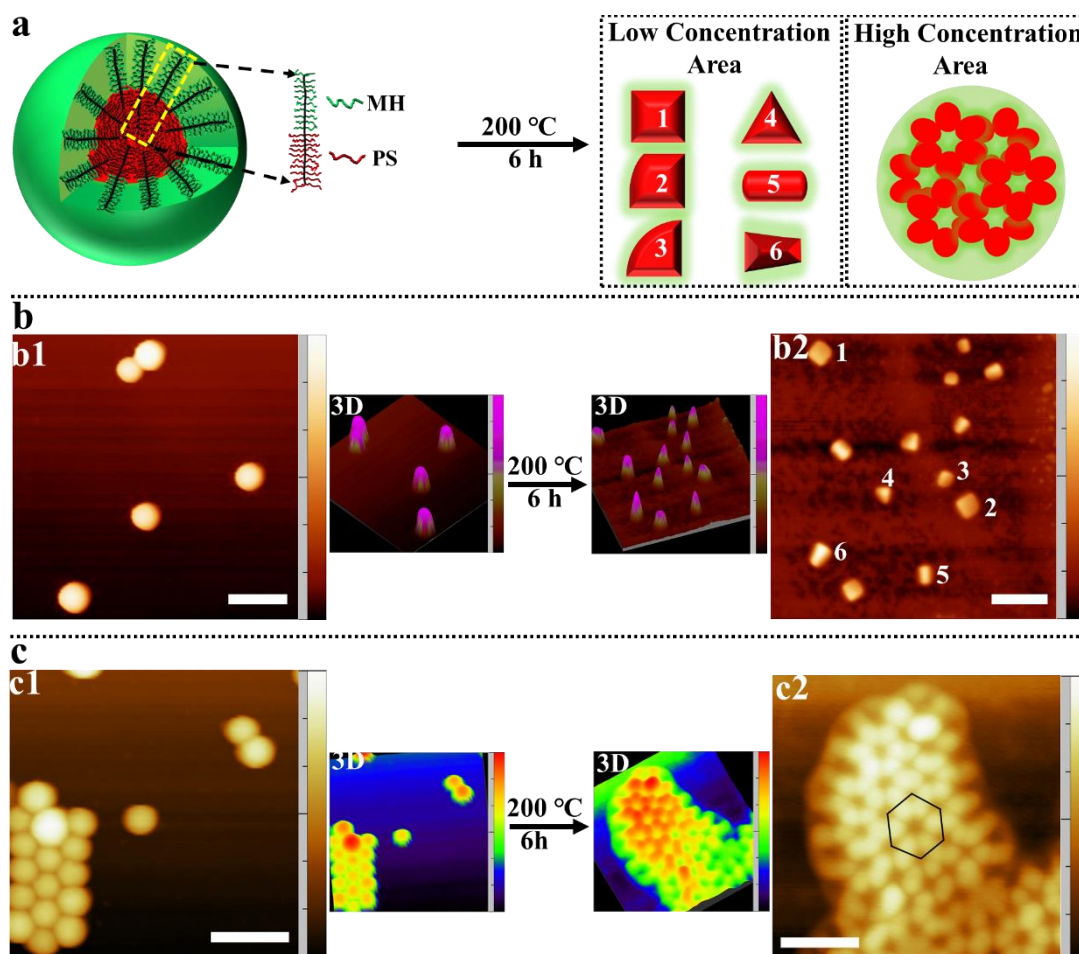 a
MH
PS
200 °C
6 h
Low Concentration
Area
1
4
2
5
3
6
High Concentration
Area
b
b1
3D
200 °C
6 h
3D
b2
1
3
4
2
6
5
c
c1
3D
200 °C
6h
3D
c2